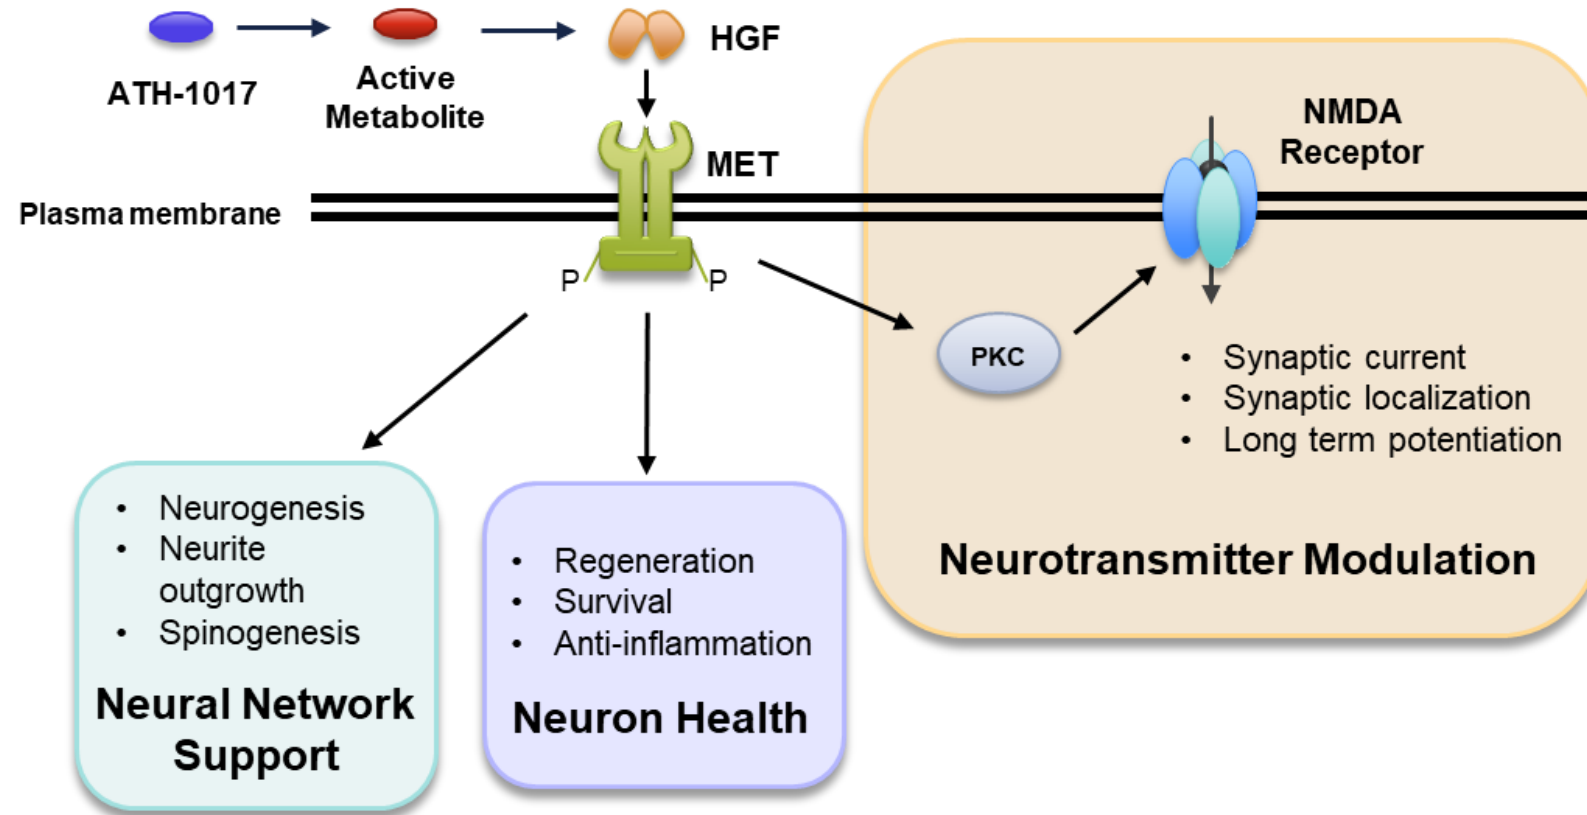 ATH-1017
Active
Metabolite
HGF
MET
Plasma membrane
P
P
NMDA
Receptor
PKC
• Synaptic current
• Synaptic localization
• Long term potentiation
Neurotransmitter Modulation
• Neurogenesis
• Neurite
outgrowth
• Spinogenesis
Neural Network
Support
• Regeneration
• Survival
• Anti-inflammation
Neuron Health